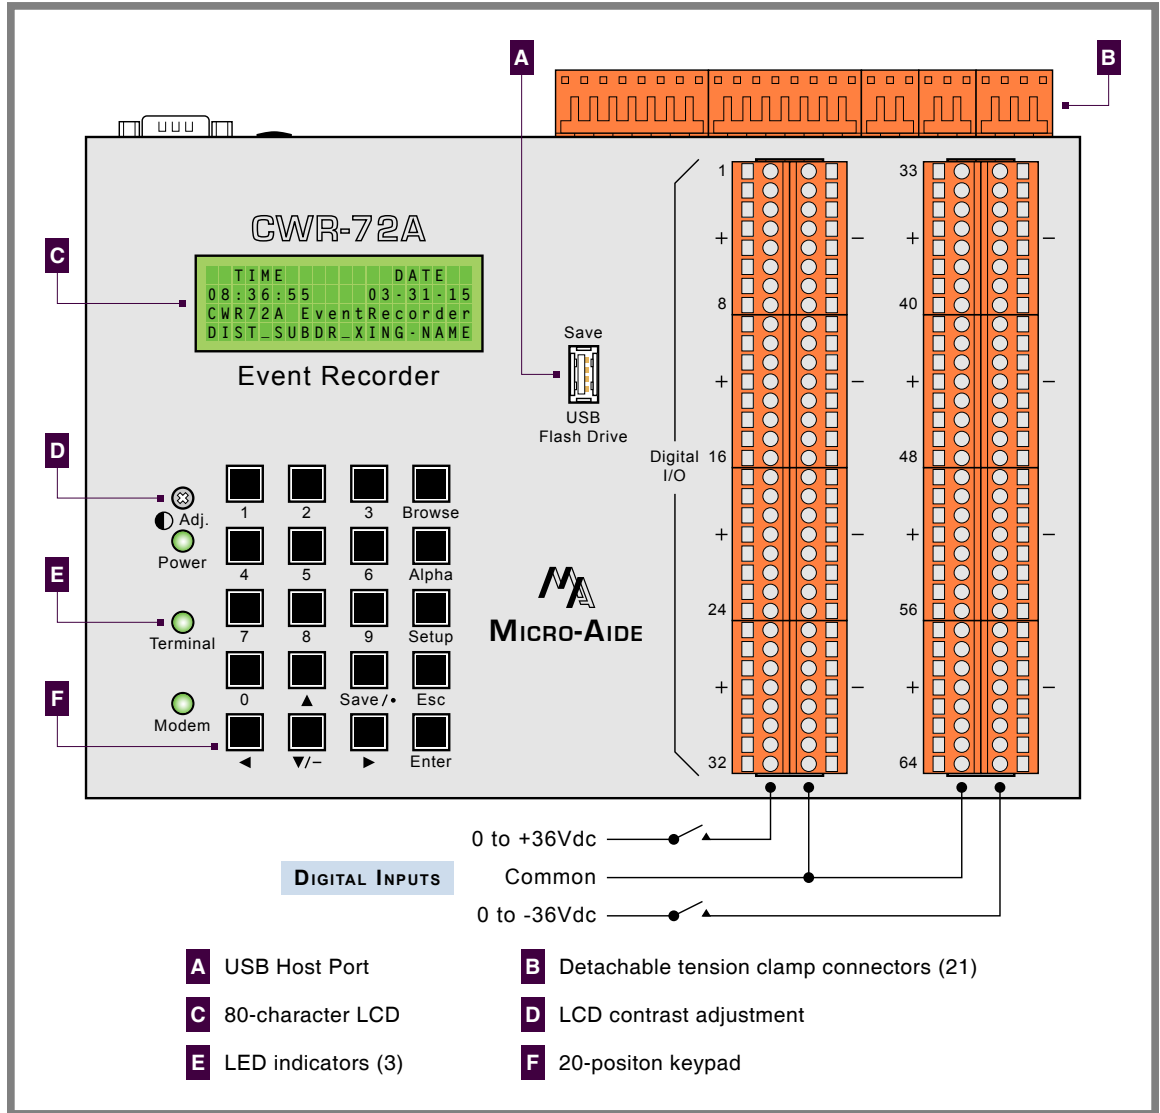 A
B
CWR-72A
C
TIME DATE
08:36:55 03-31-15
CWR72A EventRecorder
DIST_SUBDR_XING-NAME
Event Recorder
Save
USB
Flash Drive
D
Adj.
Power
E
Terminal
Modem
F
1 2 3 Browse
4 5 6 Alpha
7 8 9 Setup
0 ▲ Save/• Esc
◄ ▼/– ► Enter
MICRO-AIDE
Digital
I/O
1 33
+ – + –
8 40
+ – + –
16 48
+ – + –
24 56
+ – + –
32 64
0 to +36Vdc
DIGITAL INPUTS Common
0 to -36Vdc
A USB Host Port
B Detachable tension clamp connectors (21)
C 80-character LCD
D LCD contrast adjustment
E LED indicators (3)
F 20-positon keypad